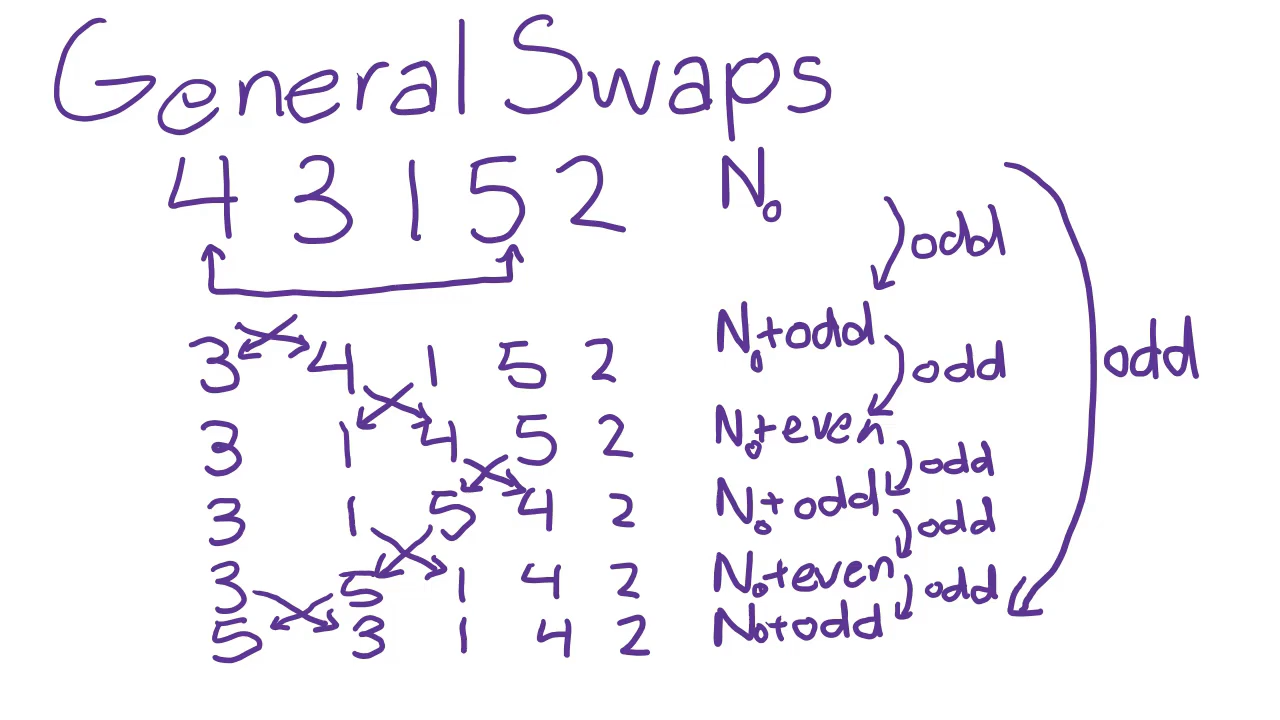 General Swaps
4 3 1 5 2 N₀
odd
3 4 1 5 2 N₀+odd
odd
odd
3 1 4 5 2 N₀+even
odd
3 1 5 4 2 N₀+odd
odd
3 5 1 4 2 N₀+even
odd
5 3 1 4 2 N₀+odd